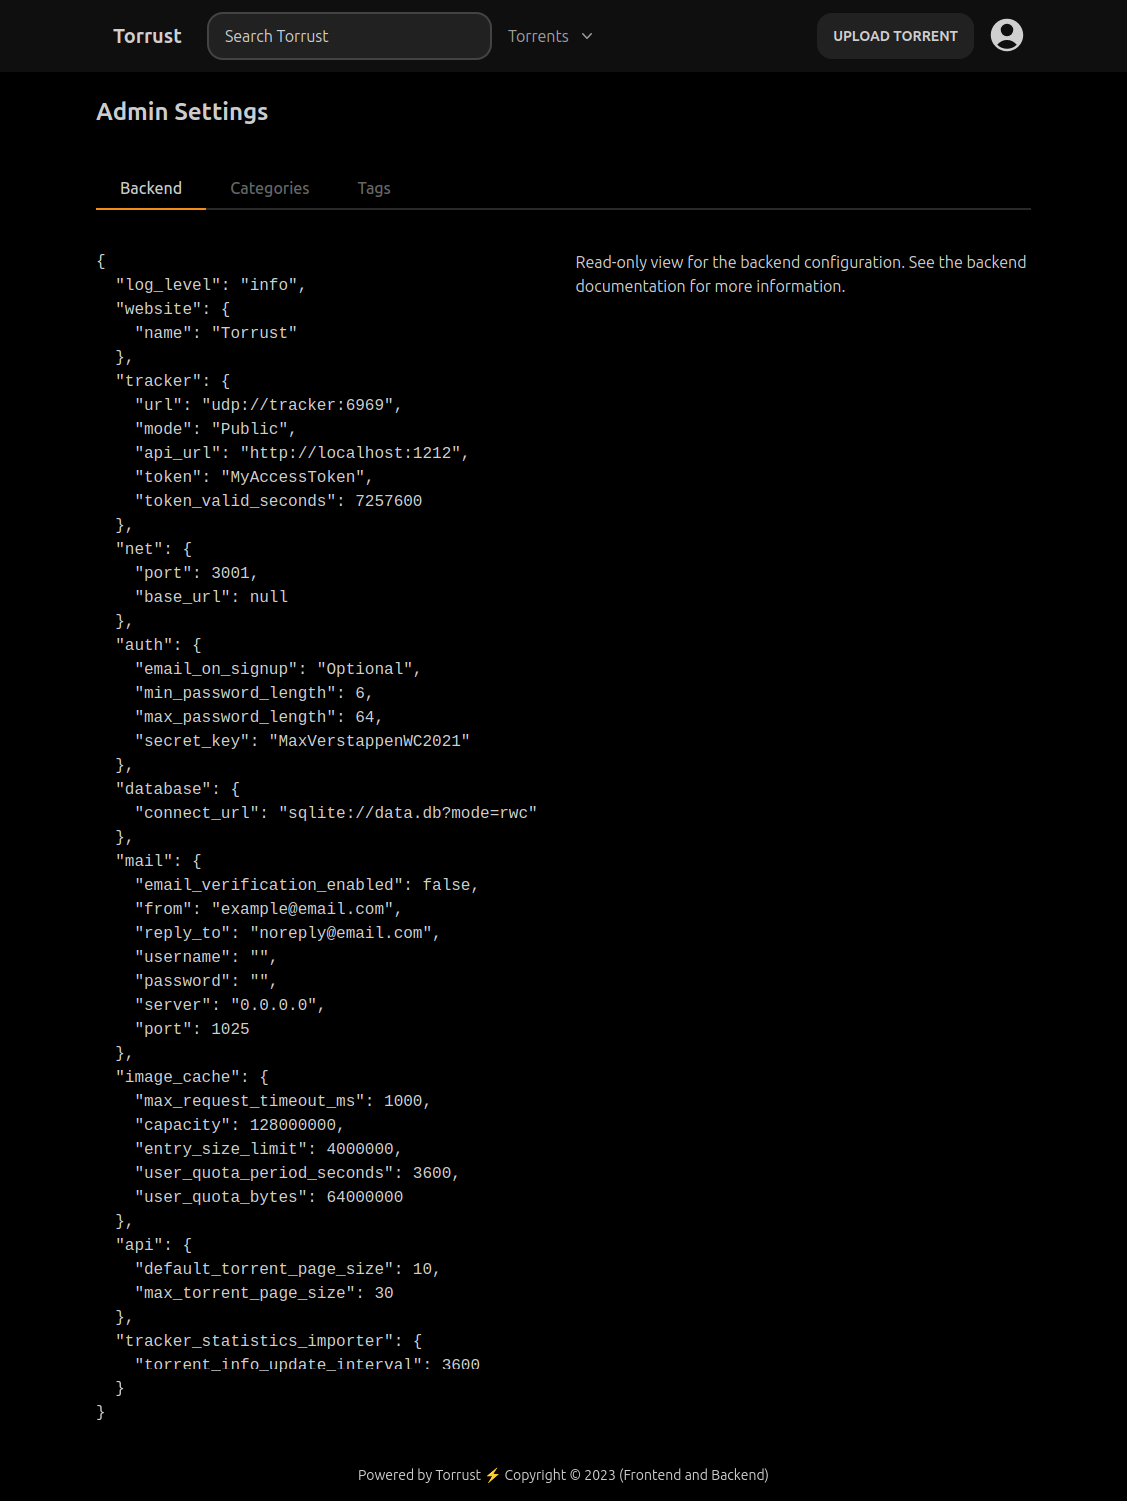 Torrust
Search Torrust
Torrents
UPLOAD TORRENT
Admin Settings
Backend
Categories
Tags
{
  "log_level": "info",
  "website": {
    "name": "Torrust"
  },
  "tracker": {
    "url": "udp://tracker:6969",
    "mode": "Public",
    "api_url": "http://localhost:1212",
    "token": "MyAccessToken",
    "token_valid_seconds": 7257600
  },
  "net": {
    "port": 3001,
    "base_url": null
  },
  "auth": {
    "email_on_signup": "Optional",
    "min_password_length": 6,
    "max_password_length": 64,
    "secret_key": "MaxVerstappenWC2021"
  },
  "database": {
    "connect_url": "sqlite://data.db?mode=rwc"
  },
  "mail": {
    "email_verification_enabled": false,
    "from": "example@email.com",
    "reply_to": "noreply@email.com",
    "username": "",
    "password": "",
    "server": "0.0.0.0",
    "port": 1025
  },
  "image_cache": {
    "max_request_timeout_ms": 1000,
    "capacity": 128000000,
    "entry_size_limit": 4000000,
    "user_quota_period_seconds": 3600,
    "user_quota_bytes": 64000000
  },
  "api": {
    "default_torrent_page_size": 10,
    "max_torrent_page_size": 30
  },
  "tracker_statistics_importer": {
    "torrent_info_update_interval": 3600
  }
}
Read-only view for the backend configuration. See the backend
documentation for more information.
Powered by Torrust ⚡ Copyright © 2023 (Frontend and Backend)